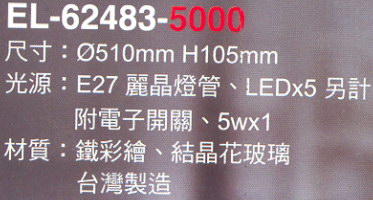 EL-62483-5000
尺寸：Ø510mm H105mm
光源：E27 麗晶燈管、LEDx5 另計
附電子開關、5wx1
材質：鐵彩繪、結晶花玻璃
台灣製造